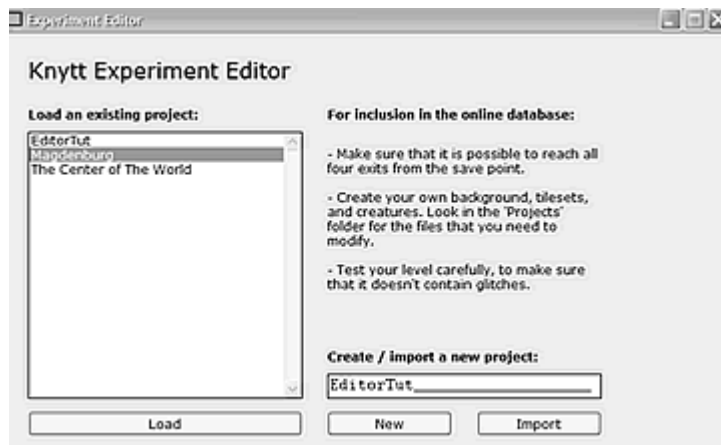 Experiment Editor
Knytt Experiment Editor
Load an existing project:
EditorTut
Magdenburg
The Center of The World
Load
For inclusion in the online database:
- Make sure that it is possible to reach all
four exits from the save point.
- Create your own background, tilesets,
and creatures. Look in the 'Projects'
folder for the files that you need to
modify.
- Test your level carefully, to make sure
that it doesn't contain glitches.
Create / import a new project:
EditorTut____________________
New
Import